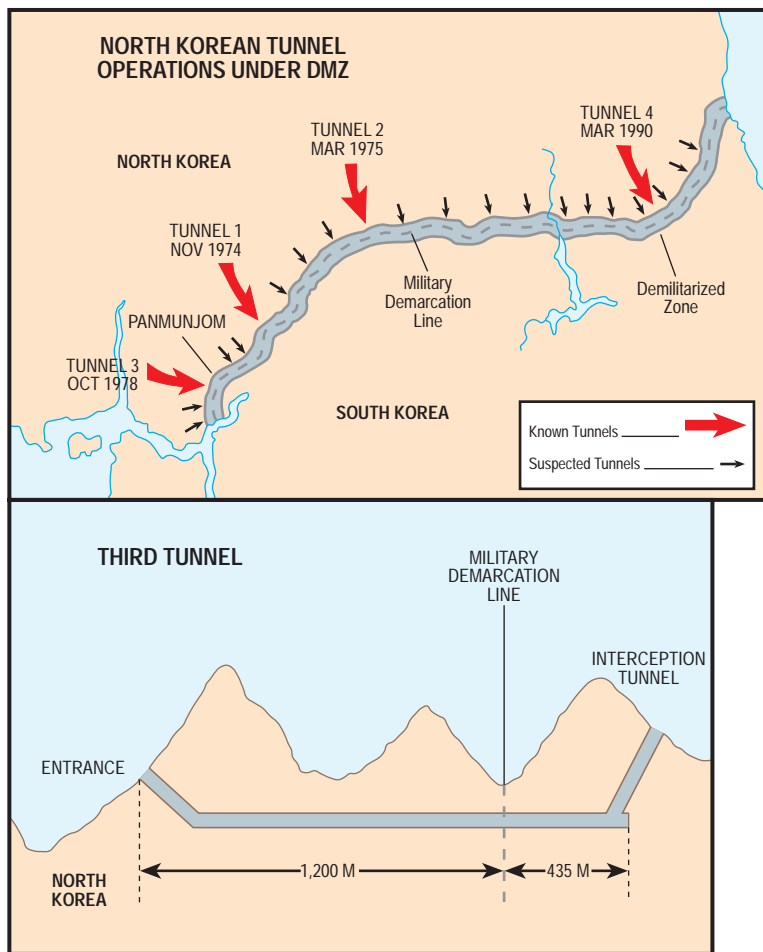 NORTH KOREAN TUNNEL
OPERATIONS UNDER DMZ
NORTH KOREA
TUNNEL 2
MAR 1975
TUNNEL 4
MAR 1990
TUNNEL 1
NOV 1974
Military
Demarcation
Line
Demilitarized
Zone
PANMUNJOM
TUNNEL 3
OCT 1978
SOUTH KOREA
Known Tunnels
Suspected Tunnels
THIRD TUNNEL
MILITARY
DEMARCATION
LINE
INTERCEPTION
TUNNEL
ENTRANCE
1,200 M
435 M
NORTH
KOREA